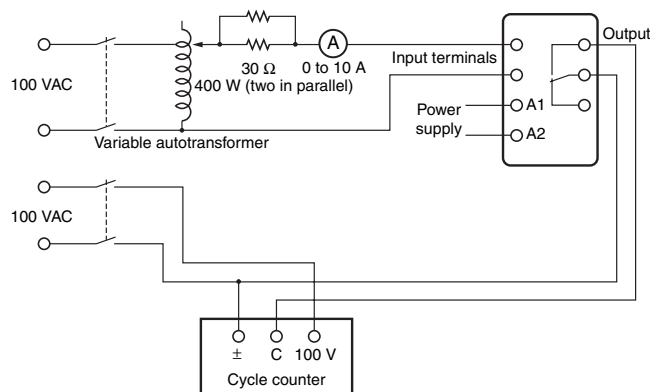 100 VAC
30 Ω
400 W (two in parallel)
A
0 to 10 A
Variable autotransformer
Input terminals
Output
Power
supply
A1
A2
100 VAC
±
C
100 V
Cycle counter